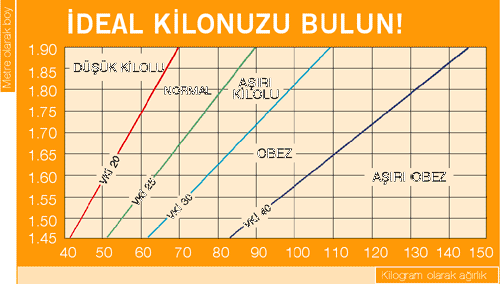 İDEAL KİLONUZU BULUN!
Metre olarak boy
1.90
1.85
1.80
1.75
1.70
1.65
1.60
1.55
1.50
1.45
DÜŞÜK KİLOLU
NORMAL
AŞIRI
KİLOLU
OBEZ
AŞIRI OBEZ
VKİ 20
VKİ 25
VKİ 30
VKİ 40
40 50 60 70 80 90 100 110 120 130 140 150
Kilogram olarak ağırlık